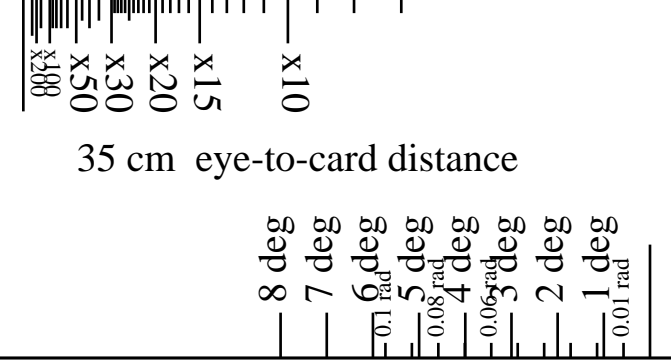 x200 x100 x50 x30 x20 x15 x10
35 cm eye-to-card distance
8 deg 7 deg 6 deg 5 deg 4 deg 3 deg 2 deg 1 deg
0.1 rad 0.08 rad 0.06 rad 0.01 rad